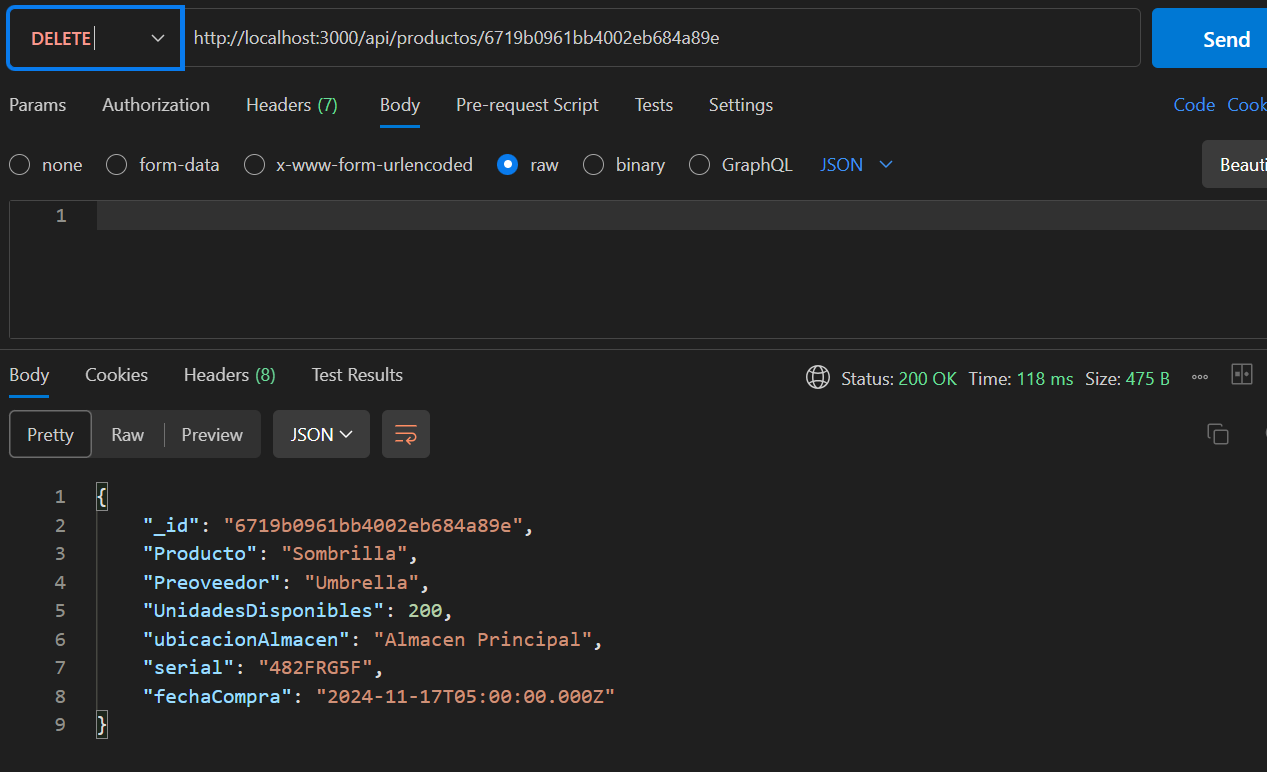 DELETE http://localhost:3000/api/productos/6719b0961bb4002eb684a89e Send
Params Authorization Headers (7) Body Pre-request Script Tests Settings Code Cook
none form-data x-www-form-urlencoded raw binary GraphQL JSON Beauti
1
Body Cookies Headers (8) Test Results Status: 200 OK Time: 118 ms Size: 475 B
Pretty Raw Preview JSON
1 {
2 "_id": "6719b0961bb4002eb684a89e",
3 "Producto": "Sombrilla",
4 "Preoveedor": "Umbrella",
5 "UnidadesDisponibles": 200,
6 "ubicacionAlmacen": "Almacen Principal",
7 "serial": "482FRG5F",
8 "fechaCompra": "2024-11-17T05:00:00.000Z"
9 }